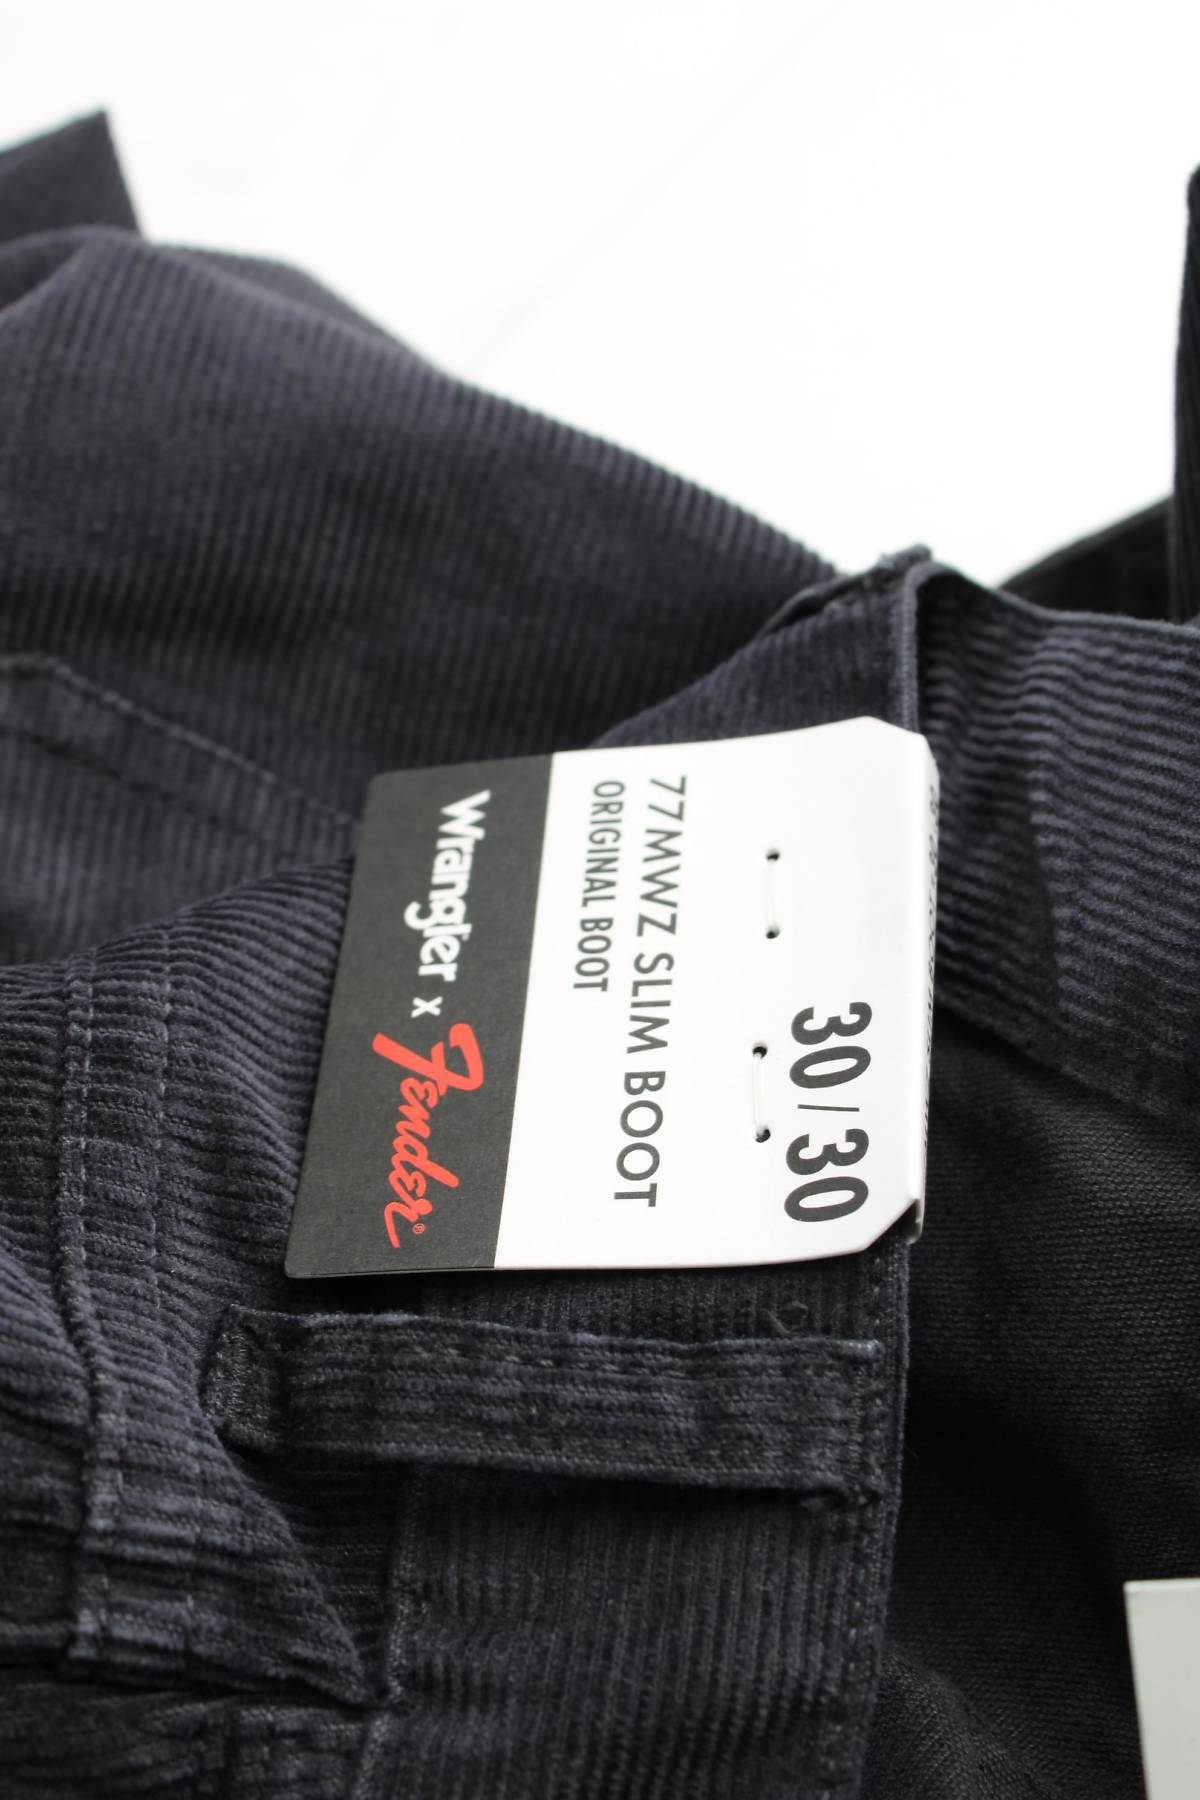 30/30
77MWZ SLIM BOOT
ORIGINAL BOOT
Wrangler x Fender®